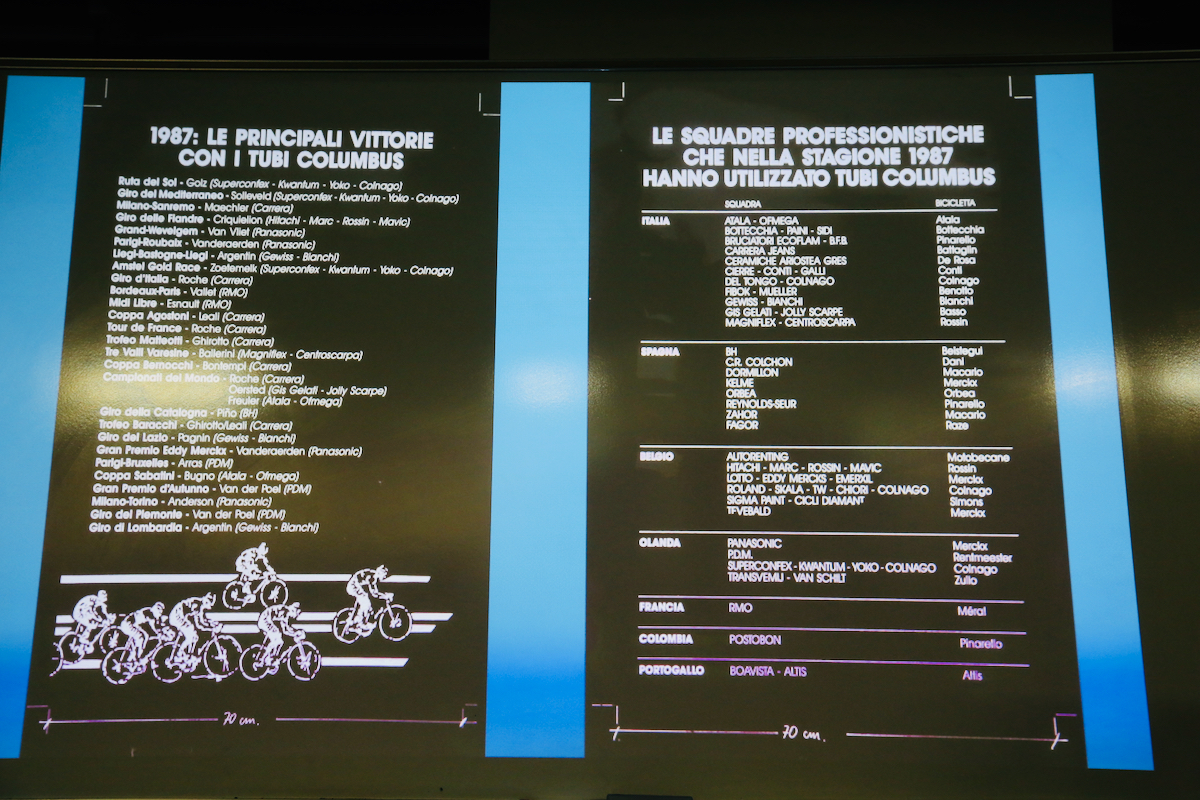 1987: LE PRINCIPALI VITTORIE
CON I TUBI COLUMBUS
Ruta del Sol - Golz (Superconfex - Kwantum - Yoko - Colnago)
Giro del Mediterraneo - Solleveld (Superconfex - Kwantum - Yoko - Colnago)
Milano-Sanremo - Maechler (Carrera)
Giro delle Fiandre - Criquielion (Hitachi - Marc - Rossin - Mavic)
Grand-Wevelgem - Van Vliet (Panasonic)
Parigi-Roubaix - Vanderaerden (Panasonic)
Liegi-Bastogne-Liegi - Argentin (Gewiss - Bianchi)
Amstel Gold Race - Zoetemelk (Superconfex - Kwantum - Yoko - Colnago)
Giro d'Italia - Roche (Carrera)
Bordeaux-Paris - Vallet (RMO)
Midi Libre - Esnault (RMO)
Coppa Agostoni - Leali (Carrera)
Tour de France - Roche (Carrera)
Trofeo Matteotti - Ghirotto (Carrera)
Tre Valli Varesine - Ballerini (Magniflex - Centroscarpa)
Coppa Bernocchi - Bontempi (Carrera)
Campionati del Mondo - Roche (Carrera)
Oersted (Gis Gelati - Jolly Scarpe)
Freuler (Atala - Ofmega)
Giro della Catalogna - Piño (BH)
Trofeo Baracchi - Ghirotto/Leali (Carrera)
Giro del Lazio - Pagnin (Gewiss - Bianchi)
Gran Premio Eddy Merckx - Vanderaerden (Panasonic)
Parigi-Bruxelles - Arras (PDM)
Coppa Sabatini - Bugno (Atala - Ofmega)
Gran Premio d'Autunno - Van der Poel (PDM)
Milano-Torino - Anderson (Panasonic)
Giro del Piemonte - Van der Poel (PDM)
Giro di Lombardia - Argentin (Gewiss - Bianchi)
70 cm.
LE SQUADRE PROFESSIONISTICHE
CHE NELLA STAGIONE 1987
HANNO UTILIZZATO TUBI COLUMBUS
SQUADRA BICICLETTA
ITALIA ATALA - OFMEGA Atala
BOTTECCHIA - PAINI - SIDI Bottecchia
BRUCIATORI ECOFLAM - B.F.B. Pinarello
CARRERA JEANS Battaglin
CERAMICHE ARIOSTEA GRES De Rosa
CIERRE - CONTI - GALLI Conti
DEL TONGO - COLNAGO Colnago
FIBOK - MUELLER Benotto
GEWISS - BIANCHI Bianchi
GIS GELATI - JOLLY SCARPE Basso
MAGNIFLEX - CENTROSCARPA Rossin
SPAGNA BH Beistegui
C.R. COLCHON Dani
DORMILLON Macario
KELME Merckx
ORBEA Orbea
REYNOLDS-SEUR Pinarello
ZAHOR Macario
FAGOR Raze
BELGIO AUTORENTING Motobecane
HITACHI - MARC - ROSSIN - MAVIC Rossin
LOTTO - EDDY MERCKS - EMERXIL Merckx
ROLAND - SKALA - TW - CHIORI - COLNAGO Colnago
SIGMA PAINT - CICLI DIAMANT Simons
TEVEBALD Merckx
OLANDA PANASONIC Merckx
P.D.M. Rentmeester
SUPERCONFEX - KWANTUM - YOKO - COLNAGO Colnago
TRANSVEMIJ - VAN SCHILT Zullo
FRANCIA RMO Méral
COLOMBIA POSTOBON Pinarello
PORTOGALLO BOAVISTA - ALTIS Altis
70 cm.